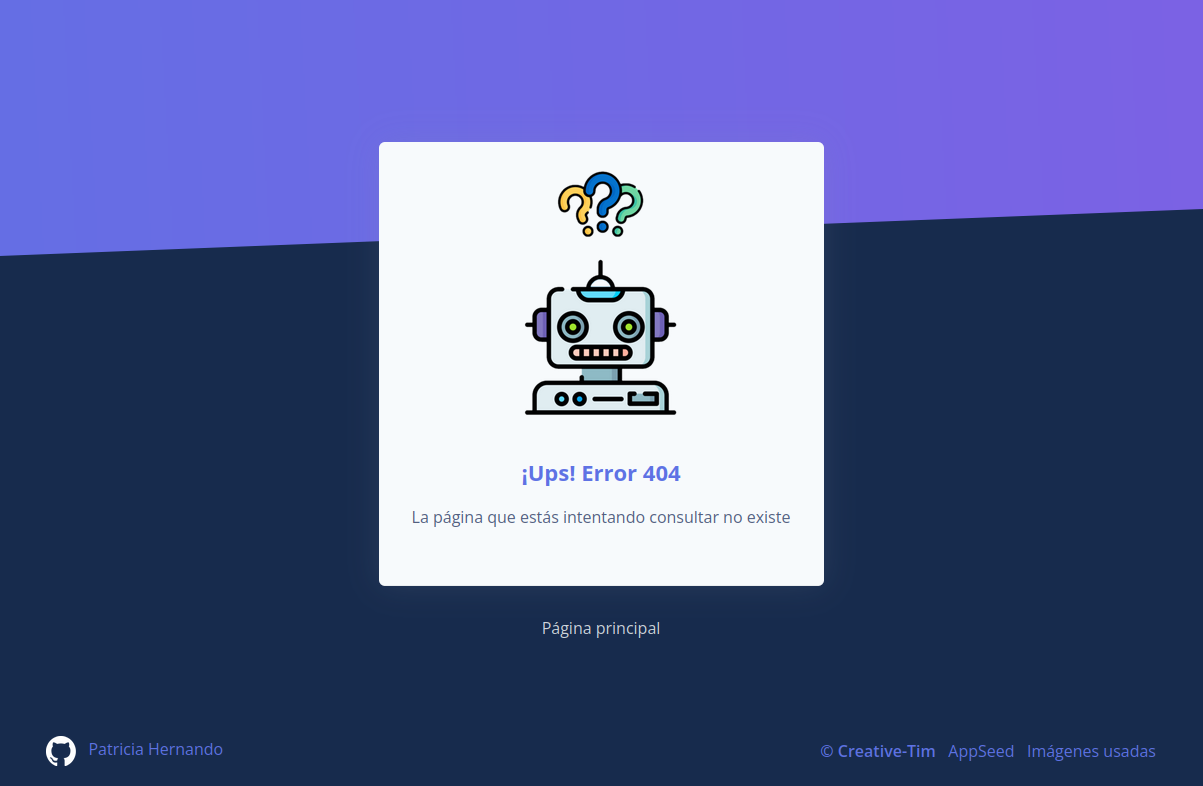 ¡Ups! Error 404
La página que estás intentando consultar no existe
Página principal
Patricia Hernando
© Creative-Tim AppSeed Imágenes usadas